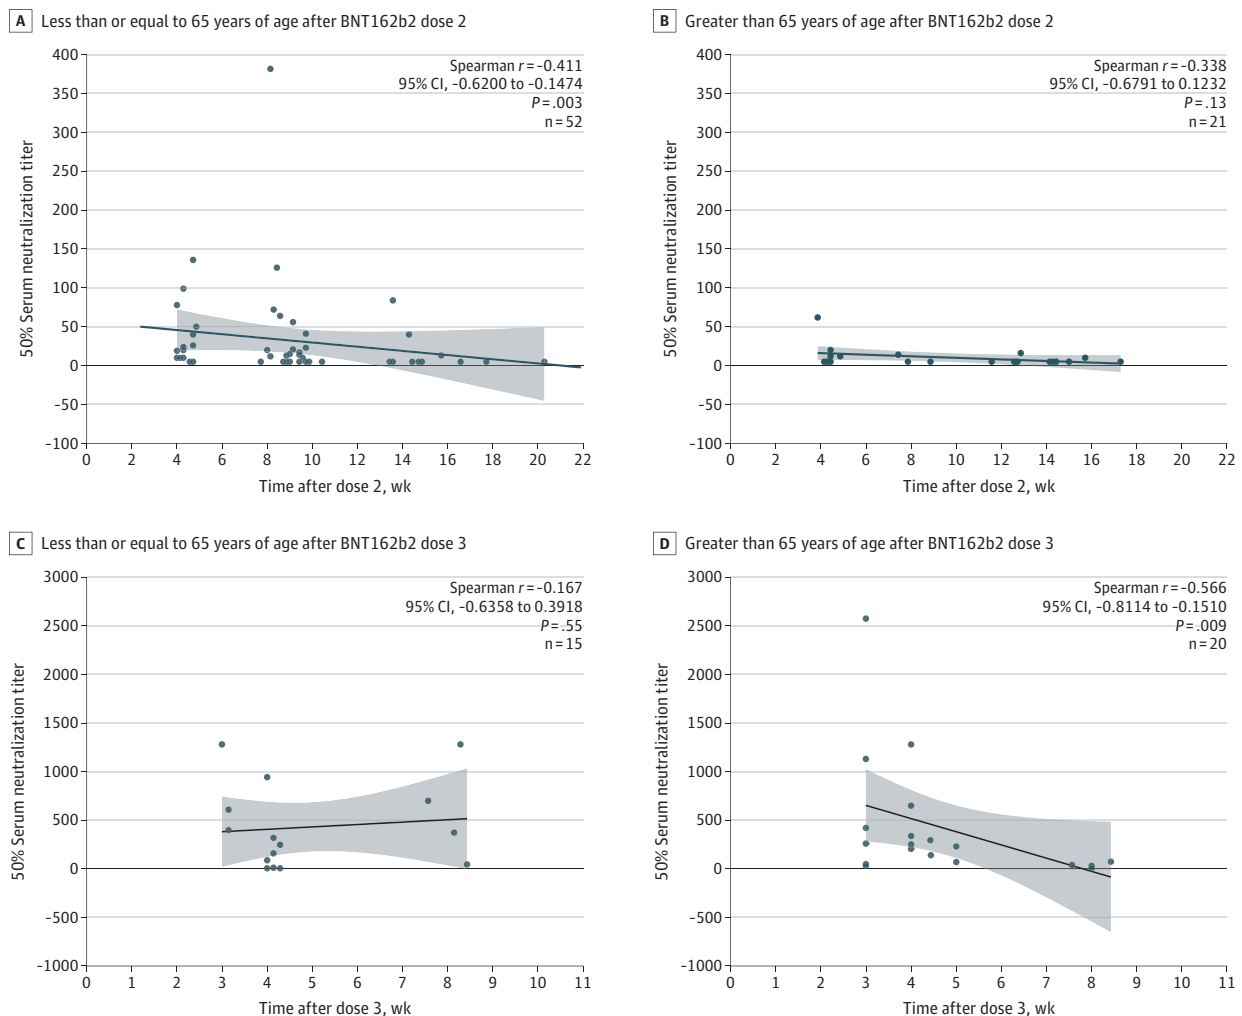 A Less than or equal to 65 years of age after BNT162b2 dose 2
50% Serum neutralization titer
400
350
300
250
200
150
100
50
0
-50
-100
Spearman r = -0.411
95% CI, -0.6200 to -0.1474
P = .003
n = 52
0 2 4 6 8 10 12 14 16 18 20 22
Time after dose 2, wk
B Greater than 65 years of age after BNT162b2 dose 2
50% Serum neutralization titer
400
350
300
250
200
150
100
50
0
-50
-100
Spearman r = -0.338
95% CI, -0.6791 to 0.1232
P = .13
n = 21
0 2 4 6 8 10 12 14 16 18 20 22
Time after dose 2, wk
C Less than or equal to 65 years of age after BNT162b2 dose 3
50% Serum neutralization titer
3000
2500
2000
1500
1000
500
0
-500
-1000
Spearman r = -0.167
95% CI, -0.6358 to 0.3918
P = .55
n = 15
0 1 2 3 4 5 6 7 8 9 10 11
Time after dose 3, wk
D Greater than 65 years of age after BNT162b2 dose 3
50% Serum neutralization titer
3000
2500
2000
1500
1000
500
0
-500
-1000
Spearman r = -0.566
95% CI, -0.8114 to -0.1510
P = .009
n = 20
0 1 2 3 4 5 6 7 8 9 10 11
Time after dose 3, wk